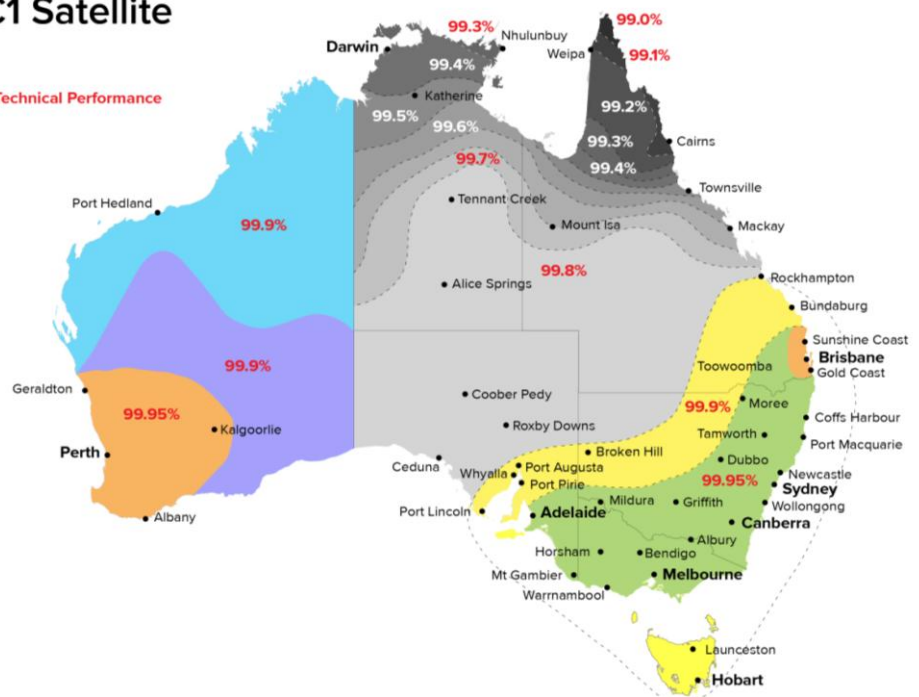 C1 Satellite
Technical Performance
99.3%
99.0%
Nhulunbuy
Darwin
Weipa
99.1%
99.4%
Katherine
99.2%
99.5%
99.6%
99.3%
Cairns
99.7%
99.4%
Townsville
Tennant Creek
Port Hedland
99.9%
Mount Isa
Mackay
99.8%
Alice Springs
Rockhampton
Bundaburg
Sunshine Coast
Brisbane
99.9%
Toowoomba
Gold Coast
Geraldton
Coober Pedy
99.95%
99.9%
Moree
Coffs Harbour
Kalgoorlie
Roxby Downs
Tamworth
Port Macquarie
Perth
Broken Hill
Dubbo
Ceduna
Whyalla
Port Augusta
Newcastle
Port Pirie
99.95%
Sydney
Albany
Port Lincoln
Adelaide
Mildura
Griffith
Wollongong
Canberra
Albury
Horsham
Bendigo
Mt Gambier
Melbourne
Warrnambool
Launceston
Hobart